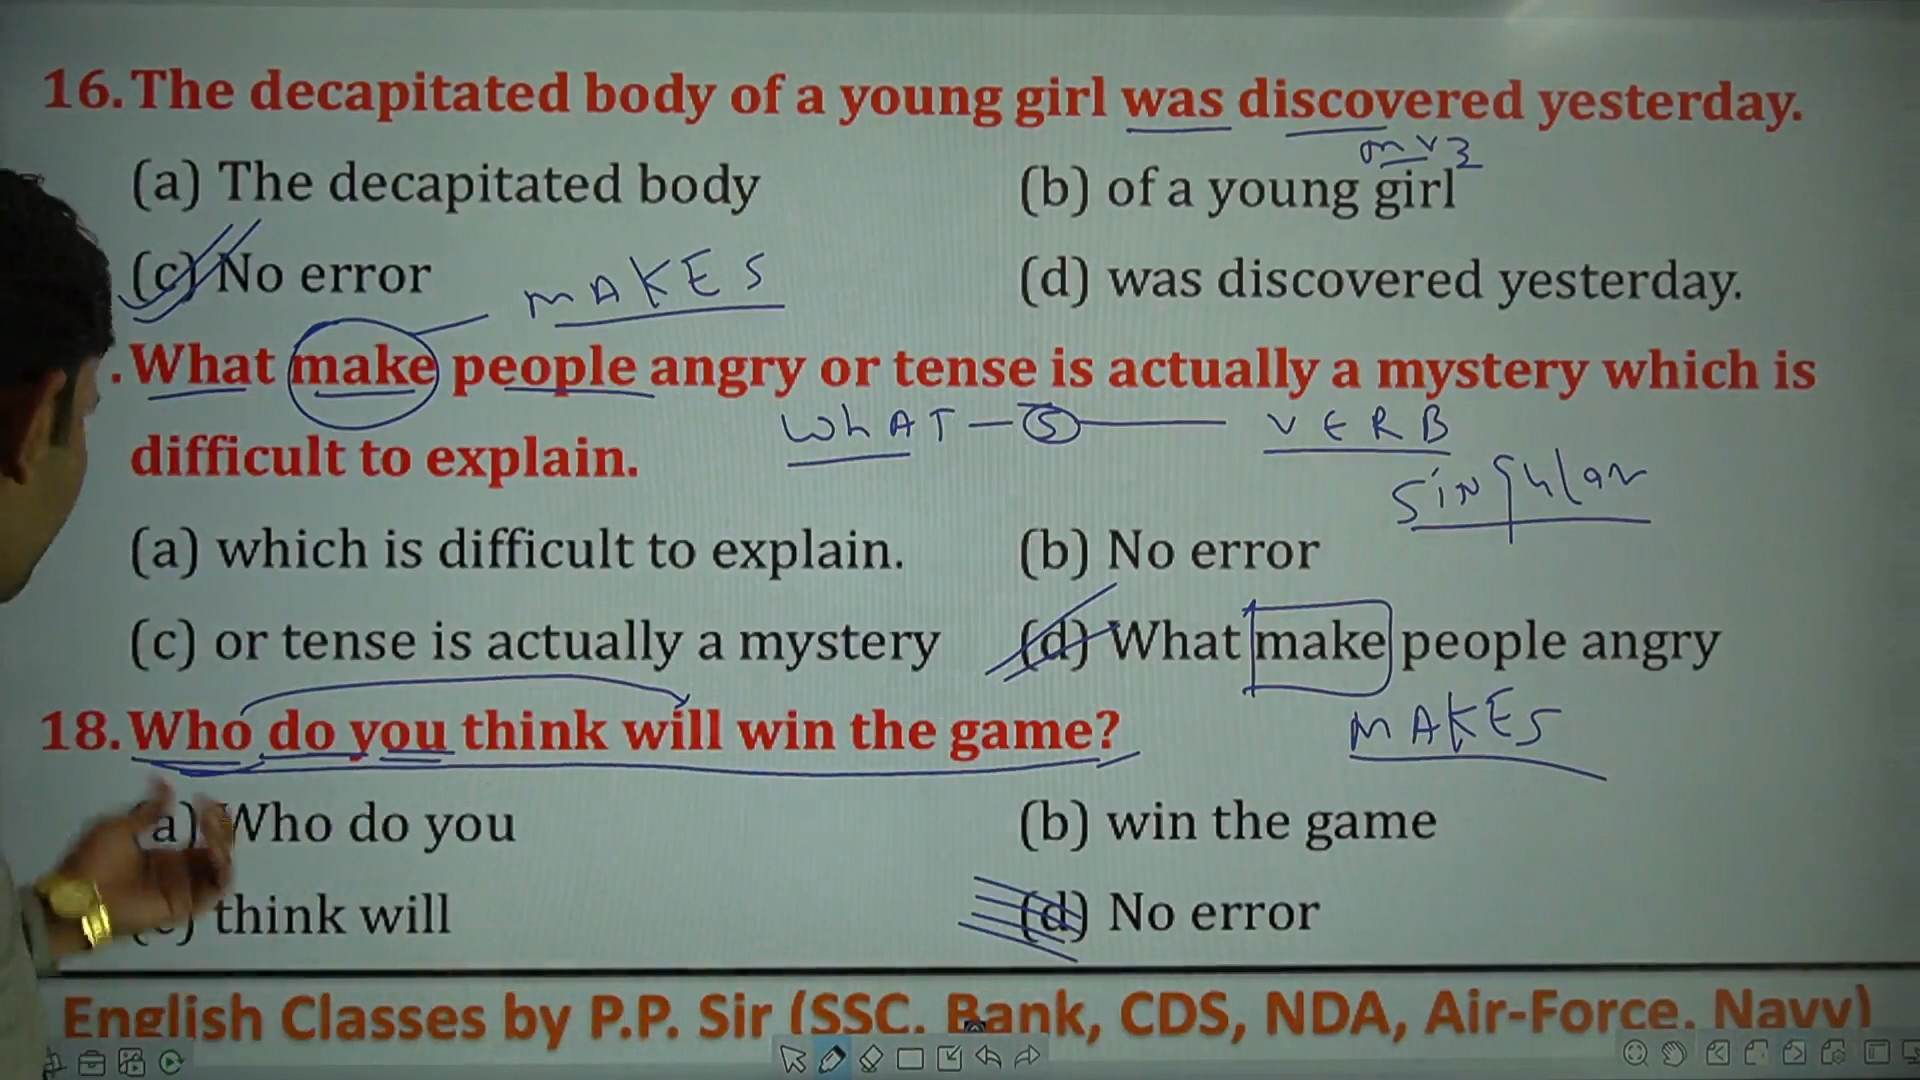 16. The decapitated body of a young girl was discovered yesterday.
on V3
(a) The decapitated body (b) of a young girl
(c) No error (d) was discovered yesterday.
MAKES
. What make people angry or tense is actually a mystery which is
WhAT - S VERB
difficult to explain.
Singular
(a) which is difficult to explain. (b) No error
(c) or tense is actually a mystery (d) What make people angry
18. Who do you think will win the game?
MAKES
a) Who do you (b) win the game
c) think will (d) No error
English Classes by P.P. Sir (SSC, Bank, CDS, NDA, Air-Force, Navy)